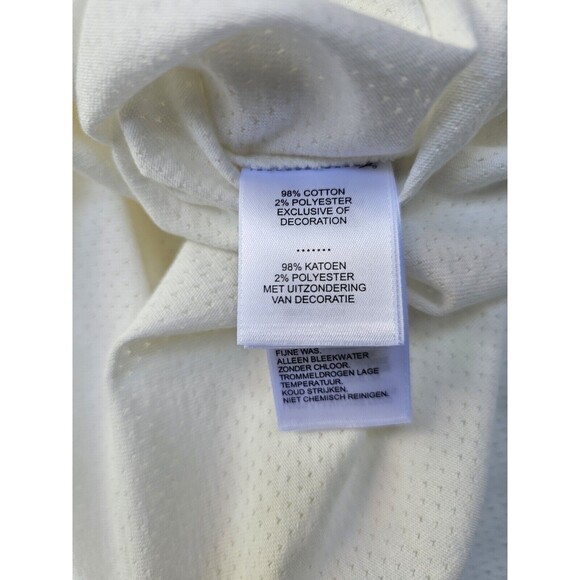 98% COTTON
2% POLYESTER
EXCLUSIVE OF
DECORATION
.......
98% KATOEN
2% POLYESTER
MET UITZONDERING
VAN DECORATIE
FIJNE WAS.
ALLEEN BLEEKWATER
ZONDER CHLOOR.
TROMMELDROGEN LAGE
TEMPERATUUR.
KOUD STRIJKEN.
NIET CHEMISCH REINIGEN.